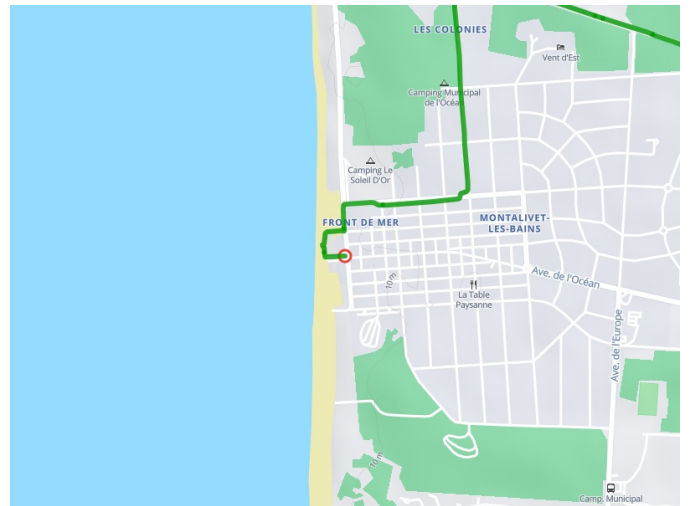 LES COLONIES
Vent d'Est
Camping Municipal
de l'Océan
Camping Le
Soleil D'Or
FRONT DE MER
MONTALIVET-
LES-BAINS
Ave. de l'Océan
10 m
La Table
Paysanne
Ave. de l'Europe
10 m
Camp. Municipal